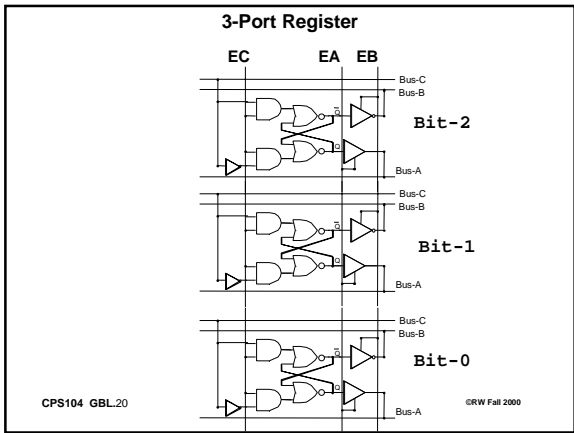 3-Port Register
EC EA EB
Bus-C
Bus-B
Bit-2
Q
Q
Bus-A
Bus-C
Bus-B
Bit-1
Q
Q
Bus-A
Bus-C
Bus-B
Bit-0
Q
Q
Bus-A
CPS104 GBL.20
©RW Fall 2000